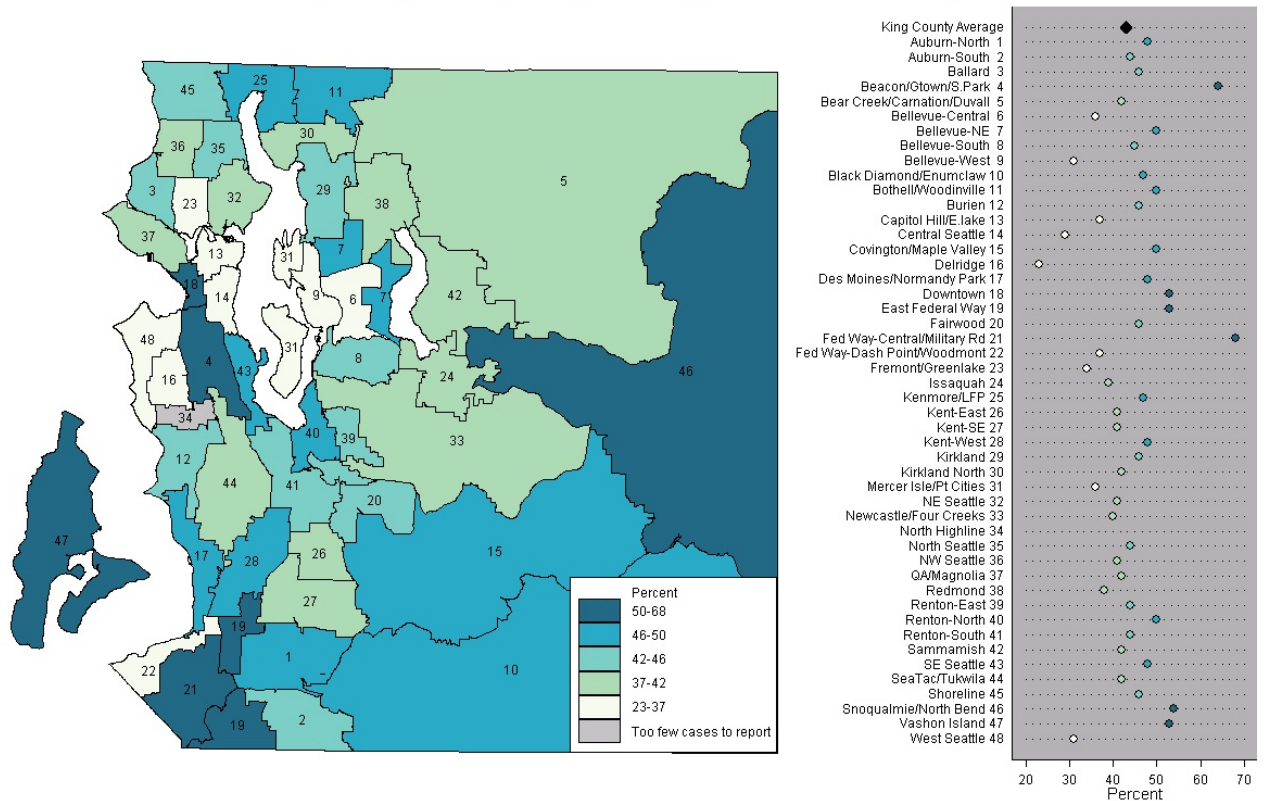 45
25
11
36
35
30
5
3
23
32
29
38
37
13
31
7
18
14
9
6
7
42
48
4
43
31
8
46
16
24
34
40
39
33
12
44
41
20
47
17
28
26
15
27
19
1
22
21
10
19
2
Percent
50-68
46-50
42-46
37-42
23-37
Too few cases to report
King County Average
Auburn-North 1
Auburn-South 2
Ballard 3
Beacon/Gtown/S.Park 4
Bear Creek/Carnation/Duvall 5
Bellevue-Central 6
Bellevue-NE 7
Bellevue-South 8
Bellevue-West 9
Black Diamond/Enumclaw 10
Bothell/Woodinville 11
Burien 12
Capitol Hill/E.lake 13
Central Seattle 14
Covington/Maple Valley 15
Delridge 16
Des Moines/Normandy Park 17
Downtown 18
East Federal Way 19
Fairwood 20
Fed Way-Central/Military Rd 21
Fed Way-Dash Point/Woodmont 22
Fremont/Greenlake 23
Issaquah 24
Kenmore/LFP 25
Kent-East 26
Kent-SE 27
Kent-West 28
Kirkland 29
Kirkland North 30
Mercer Isle/Pt Cities 31
NE Seattle 32
Newcastle/Four Creeks 33
North Highline 34
North Seattle 35
NW Seattle 36
QA/Magnolia 37
Redmond 38
Renton-East 39
Renton-North 40
Renton-South 41
Sammamish 42
SE Seattle 43
SeaTac/Tukwila 44
Shoreline 45
Snoqualmie/North Bend 46
Vashon Island 47
West Seattle 48
20 30 40 50 60 70
Percent